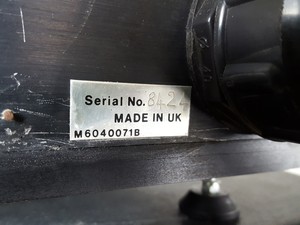 Serial No. 8424
MADE IN UK
M6040071B